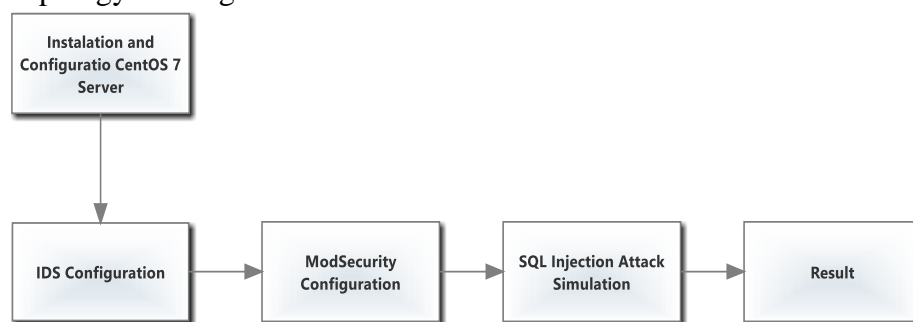 Instalation and
Configuratio CentOS 7
Server
IDS Configuration
ModSecurity
Configuration
SQL Injection Attack
Simulation
Result